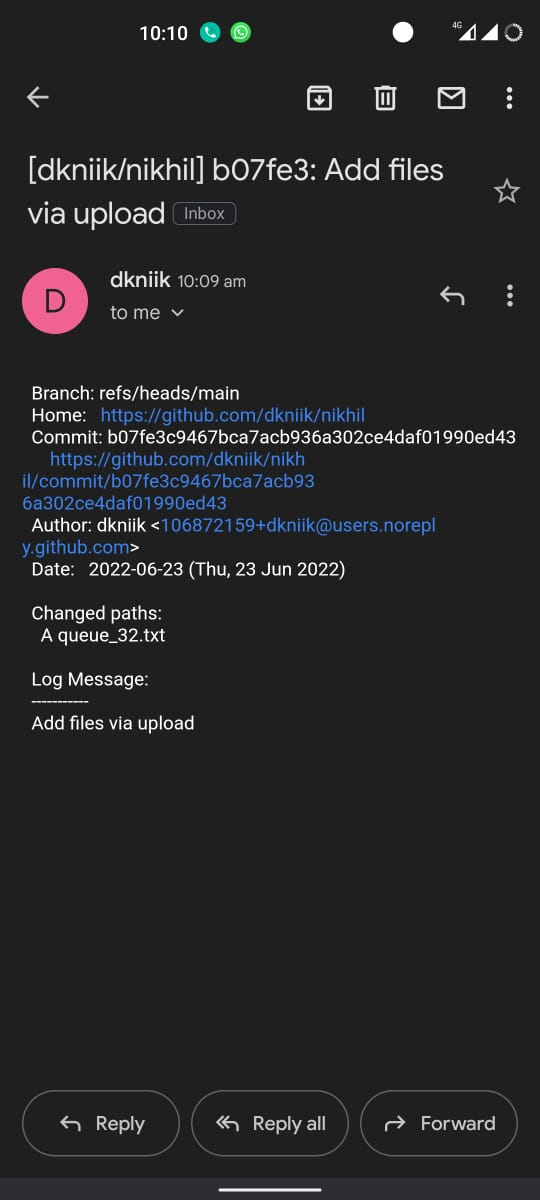 10:10
4G
[dkniik/nikhil] b07fe3: Add files
via upload Inbox
D
dkniik 10:09 am
to me
Branch: refs/heads/main
Home: https://github.com/dkniik/nikhil
Commit: b07fe3c9467bca7acb936a302ce4daf01990ed43
https://github.com/dkniik/nikh
il/commit/b07fe3c9467bca7acb93
6a302ce4daf01990ed43
Author: dkniik <106872159+dkniik@users.norepl
y.github.com>
Date: 2022-06-23 (Thu, 23 Jun 2022)
Changed paths:
A queue_32.txt
Log Message:
-----------
Add files via upload
Reply
Reply all
Forward